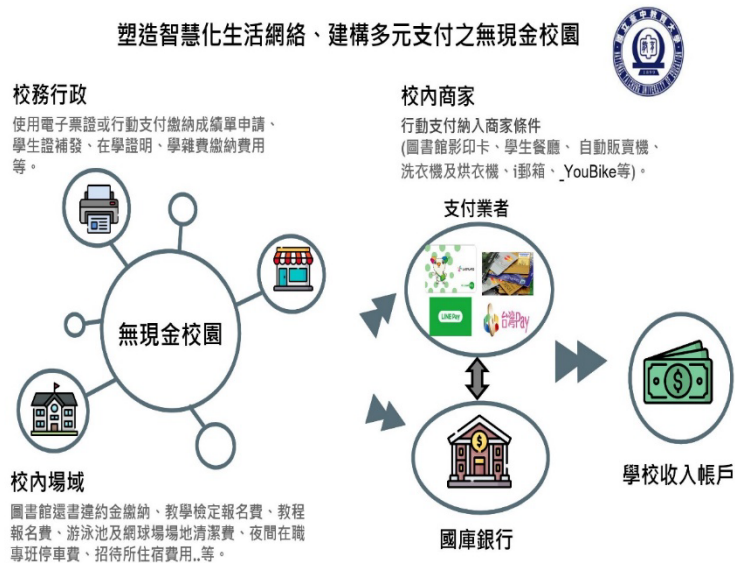 塑造智慧化生活網絡、建構多元支付之無現金校園
校務行政
使用電子票證或行動支付繳納成績單申請、
學生證補發、在學證明、學雜費繳納費用
等。
無現金校園
校內場域
圖書館還書違約金繳納、教學檢定報名費、教程
報名費、游泳池及網球場場地清潔費、夜間在職
專班停車費、招待所住宿費用..等。
校內商家
行動支付納入商家條件
(圖書館影印卡、學生餐廳、 自動販賣機、
洗衣機及烘衣機、i郵箱、_YouBike等)。
支付業者
LINE Pay
台灣Pay
國庫銀行
學校收入帳戶